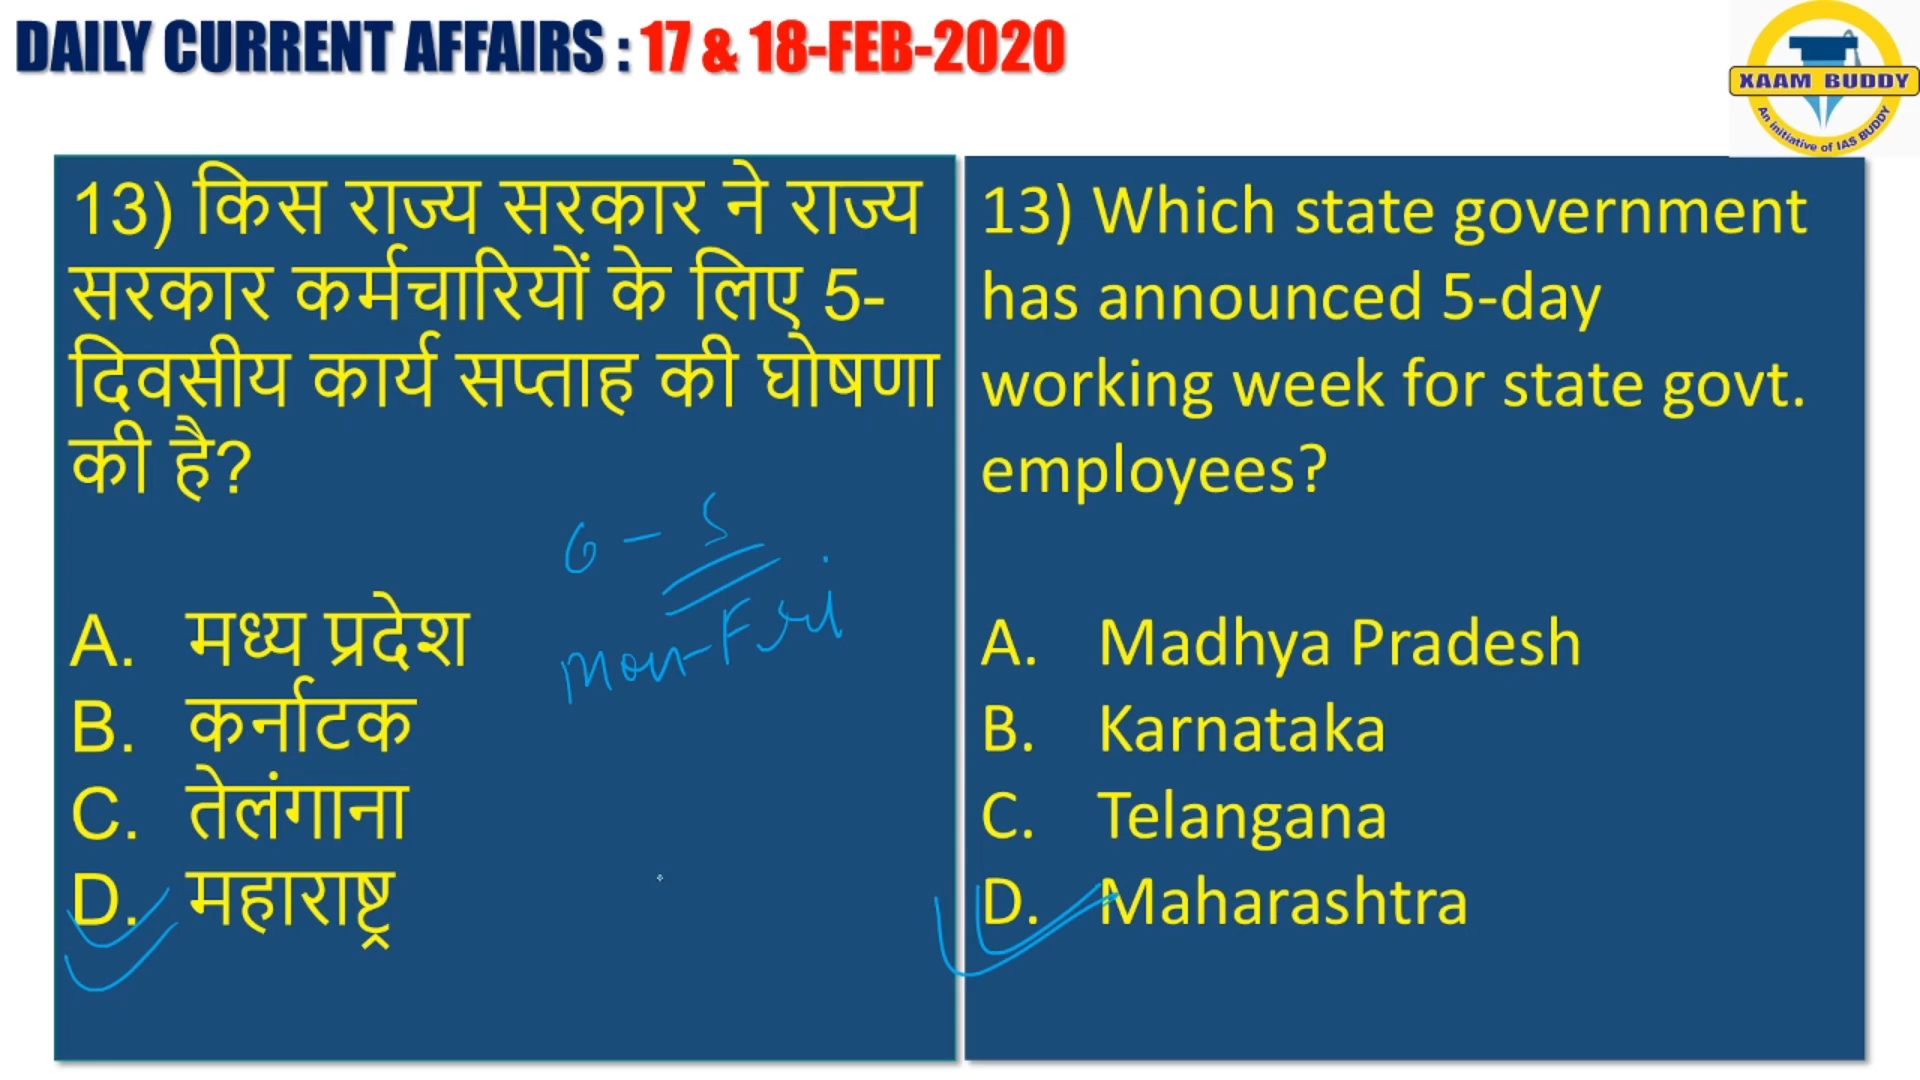 DAILY CURRENT AFFAIRS : 17 & 18-FEB-2020
XAAM BUDDY
An initiative of IAS BUDDY
13) किस राज्य सरकार ने राज्य
सरकार कर्मचारियों के लिए 5-
दिवसीय कार्य सप्ताह की घोषणा
की है?
6 - 5
Mon-Fri
A. मध्य प्रदेश
B. कर्नाटक
C. तेलंगाना
D. महाराष्ट्र
13) Which state government
has announced 5-day
working week for state govt.
employees?
A. Madhya Pradesh
B. Karnataka
C. Telangana
D. Maharashtra